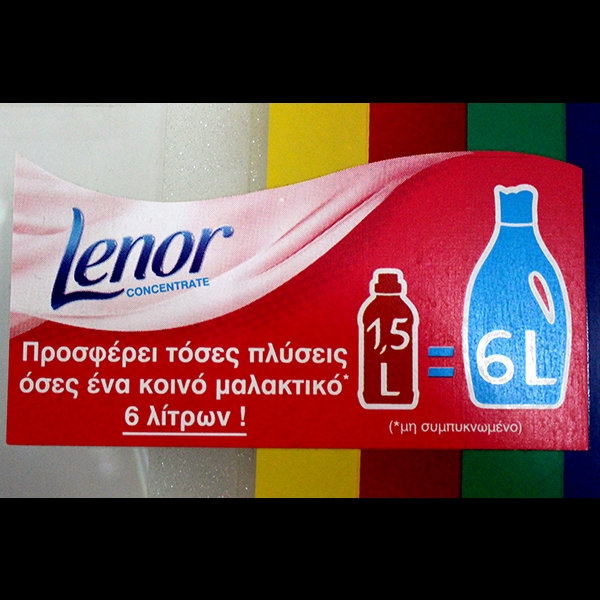 Lenor
CONCENTRATE
Προσφέρει τόσες πλύσεις
όσες ένα κοινό μαλακτικό*
6 λίτρων !
1,5
L
=
6L
(*μη συμπυκνωμένο)